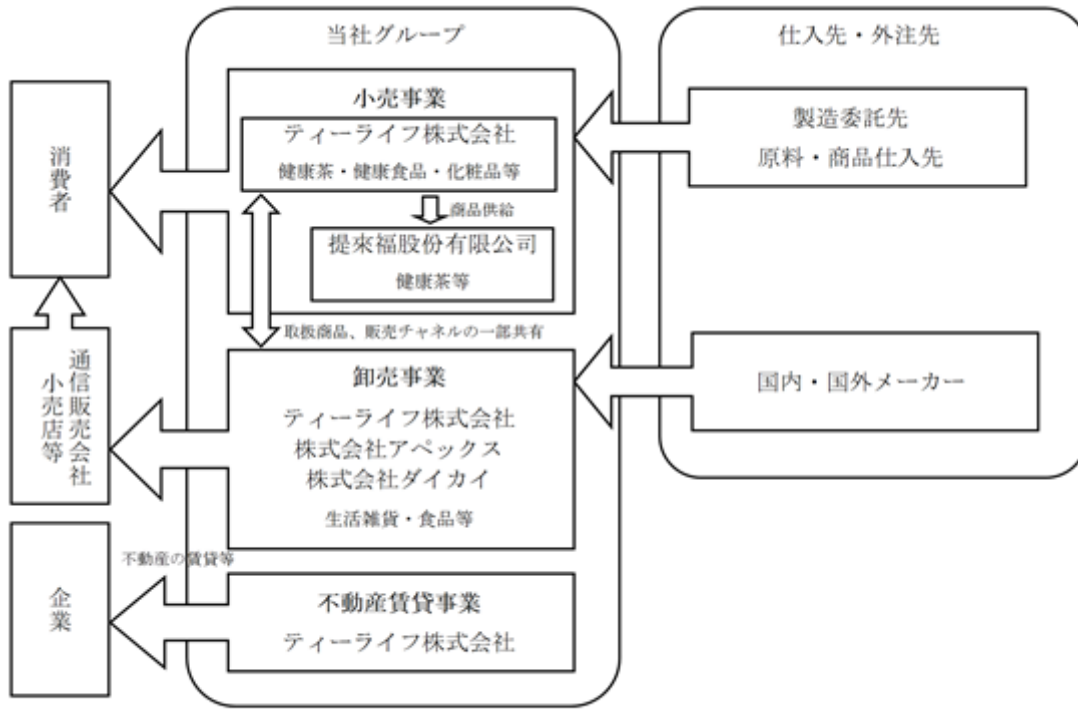 当社グループ
仕入先・外注先
小売事業
ティーライフ株式会社
健康茶・健康食品・化粧品等
商品供給
提來福股份有限公司
健康茶等
製造委託先
原料・商品仕入先
消費者
取扱商品、販売チャネルの一部共有
通信販売会社
小売店等
卸売事業
ティーライフ株式会社
株式会社アペックス
株式会社ダイカイ
生活雑貨・食品等
国内・国外メーカー
不動産の賃貸等
企業
不動産賃貸事業
ティーライフ株式会社